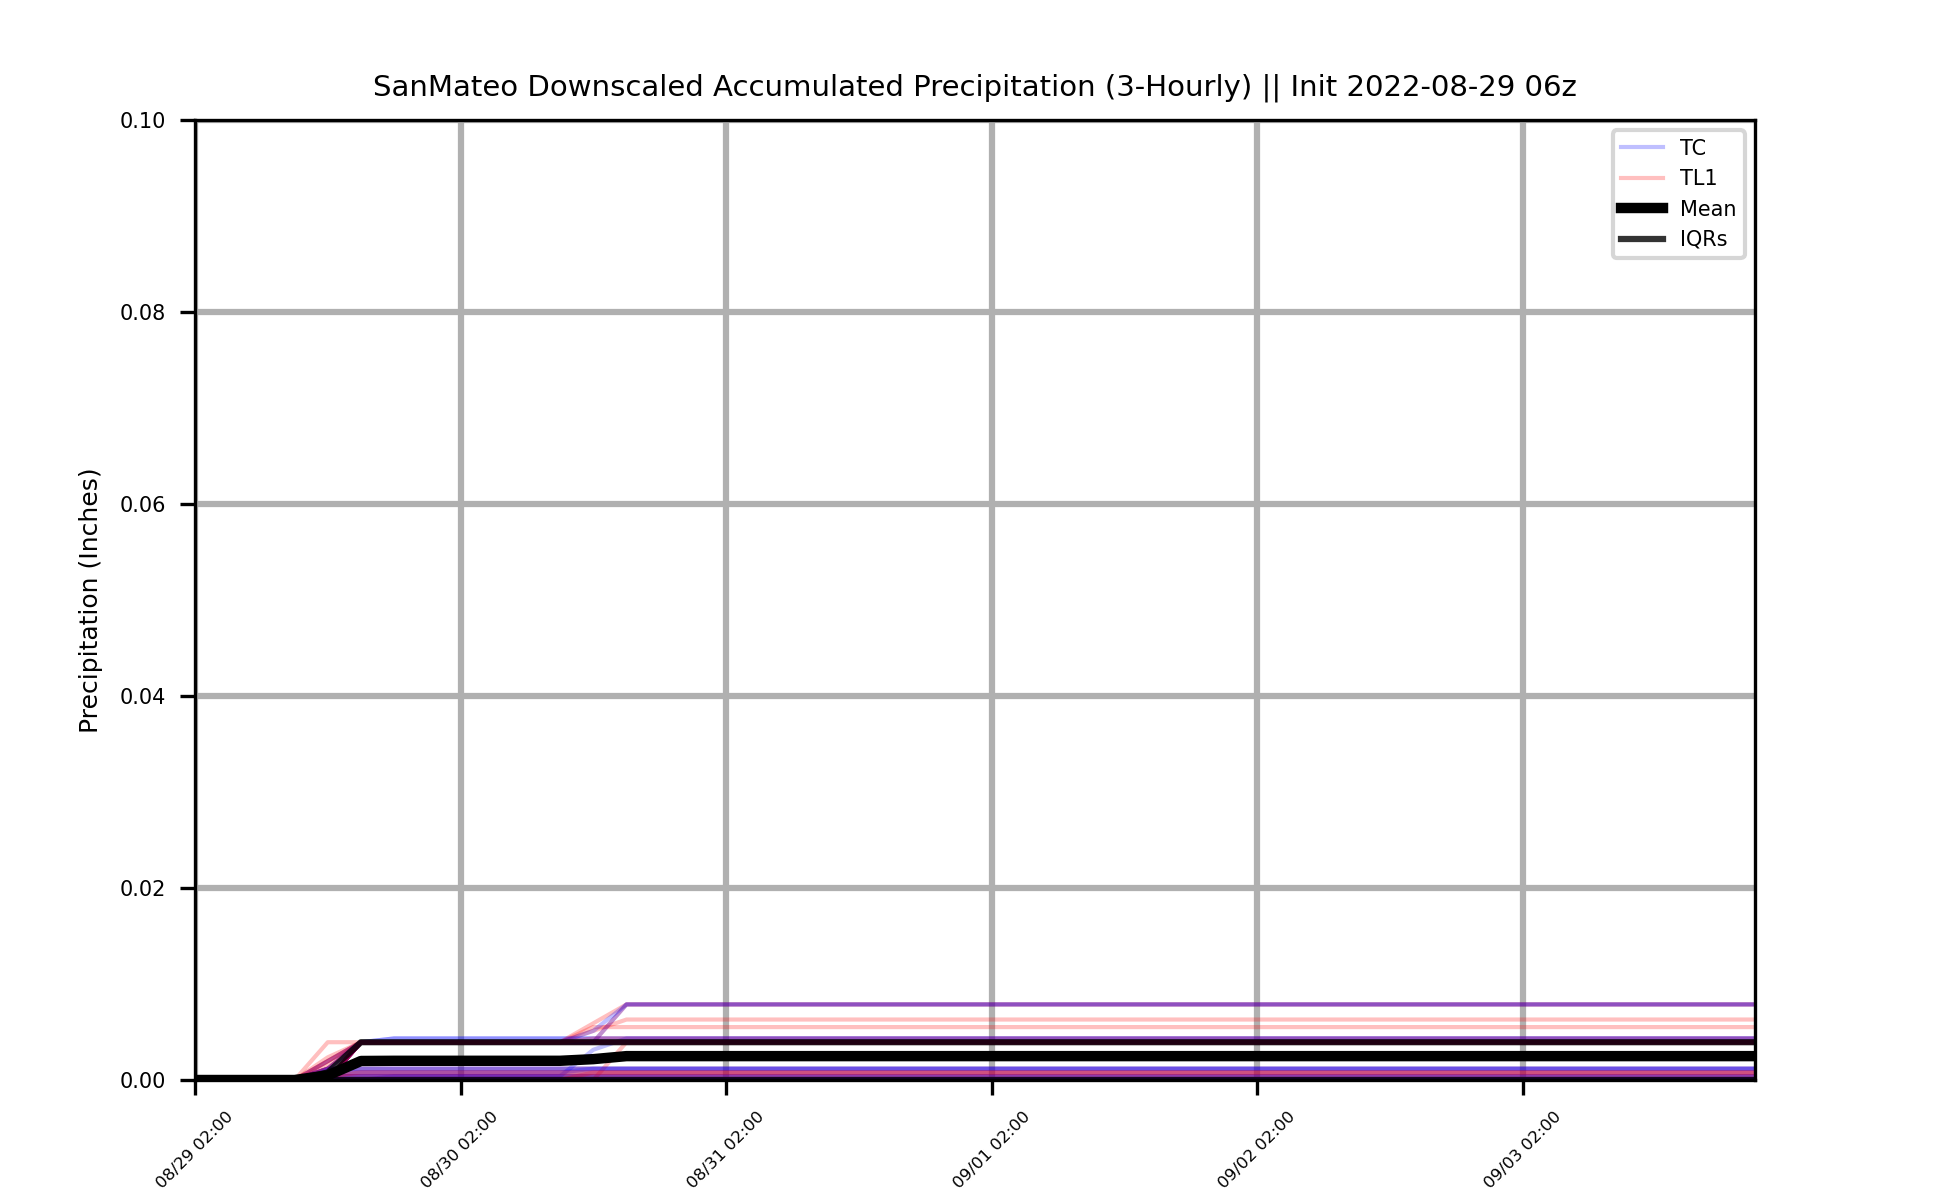 SanMateo Downscaled Accumulated Precipitation (3-Hourly) || Init 2022-08-29 06z
0.10
0.08
0.06
0.04
0.02
0.00
Precipitation (Inches)
TC
TL1
Mean
IQRs
08/29 02:00
08/30 02:00
08/31 02:00
09/01 02:00
09/02 02:00
09/03 02:00